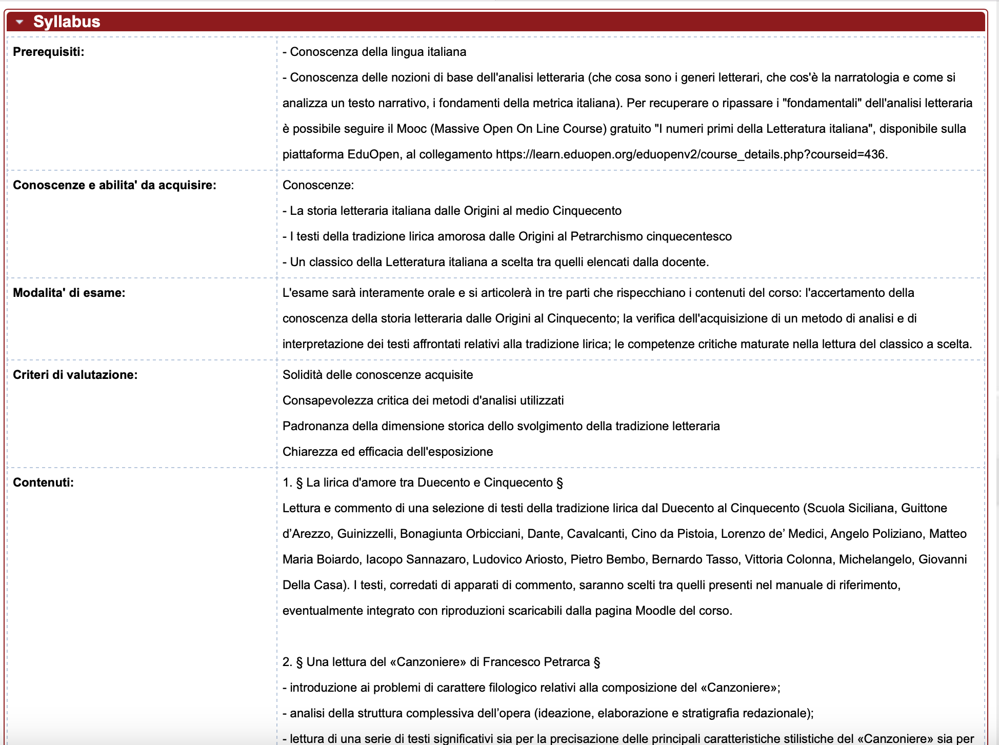 Syllabus
Prerequisiti:
- Conoscenza della lingua italiana
- Conoscenza delle nozioni di base dell'analisi letteraria (che cosa sono i generi letterari, che cos'è la narratologia e come si
analizza un testo narrativo, i fondamenti della metrica italiana). Per recuperare o ripassare i "fondamentali" dell'analisi letteraria
è possibile seguire il Mooc (Massive Open On Line Course) gratuito "I numeri primi della Letteratura italiana", disponibile sulla
piattaforma EduOpen, al collegamento https://learn.eduopen.org/eduopenv2/course_details.php?courseid=436.
Conoscenze e abilita' da acquisire:
Conoscenze:
- La storia letteraria italiana dalle Origini al medio Cinquecento
- I testi della tradizione lirica amorosa dalle Origini al Petrarchismo cinquecentesco
- Un classico della Letteratura italiana a scelta tra quelli elencati dalla docente.
Modalita' di esame:
L'esame sarà interamente orale e si articolerà in tre parti che rispecchiano i contenuti del corso: l'accertamento della
conoscenza della storia letteraria dalle Origini al Cinquecento; la verifica dell'acquisizione di un metodo di analisi e di
interpretazione dei testi affrontati relativi alla tradizione lirica; le competenze critiche maturate nella lettura del classico a scelta.
Criteri di valutazione:
Solidità delle conoscenze acquisite
Consapevolezza critica dei metodi d'analisi utilizzati
Padronanza della dimensione storica dello svolgimento della tradizione letteraria
Chiarezza ed efficacia dell'esposizione
Contenuti:
1. § La lirica d'amore tra Duecento e Cinquecento §
Lettura e commento di una selezione di testi della tradizione lirica dal Duecento al Cinquecento (Scuola Siciliana, Guittone
d’Arezzo, Guinizzelli, Bonagiunta Orbicciani, Dante, Cavalcanti, Cino da Pistoia, Lorenzo de’ Medici, Angelo Poliziano, Matteo
Maria Boiardo, Iacopo Sannazaro, Ludovico Ariosto, Pietro Bembo, Bernardo Tasso, Vittoria Colonna, Michelangelo, Giovanni
Della Casa). I testi, corredati di apparati di commento, saranno scelti tra quelli presenti nel manuale di riferimento,
eventualmente integrato con riproduzioni scaricabili dalla pagina Moodle del corso.
2. § Una lettura del «Canzoniere» di Francesco Petrarca §
- introduzione ai problemi di carattere filologico relativi alla composizione del «Canzoniere»;
- analisi della struttura complessiva dell’opera (ideazione, elaborazione e stratigrafia redazionale);
- lettura di una serie di testi significativi sia per la precisazione delle principali caratteristiche stilistiche del «Canzoniere» sia per